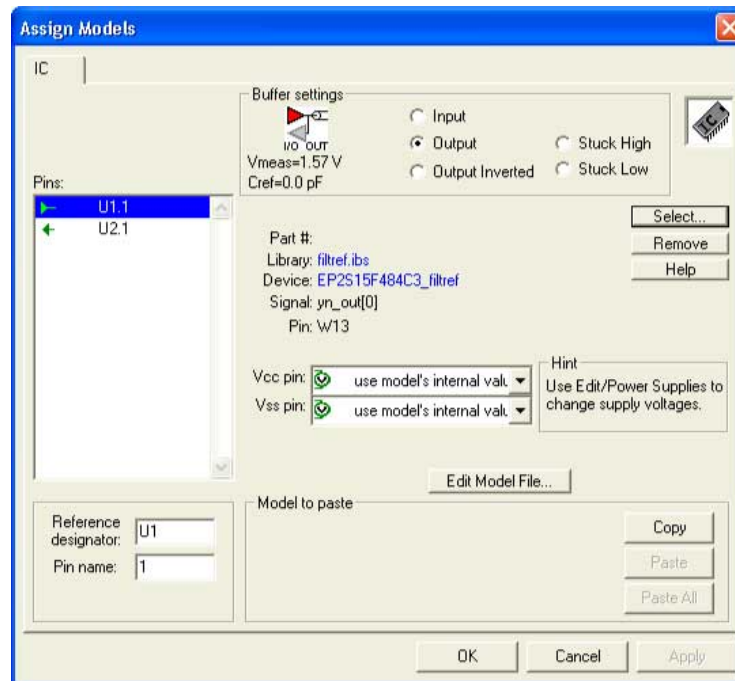 Assign Models
IC
Buffer settings
I/O OUT
Vmeas=1.57 V
Cref=0.0 pF
Input
Output
Output Inverted
Stuck High
Stuck Low
IC
Pins:
U1.1
U2.1
Select...
Remove
Help
Part #:
Library: filtref.ibs
Device: EP2S15F484C3_filtref
Signal: yn_out[0]
Pin: W13
Vcc pin: use model's internal valu
Vss pin: use model's internal valu
Hint
Use Edit/Power Supplies to
change supply voltages.
Edit Model File...
Reference
designator: U1
Pin name: 1
Model to paste
Copy
Paste
Paste All
OK
Cancel
Apply